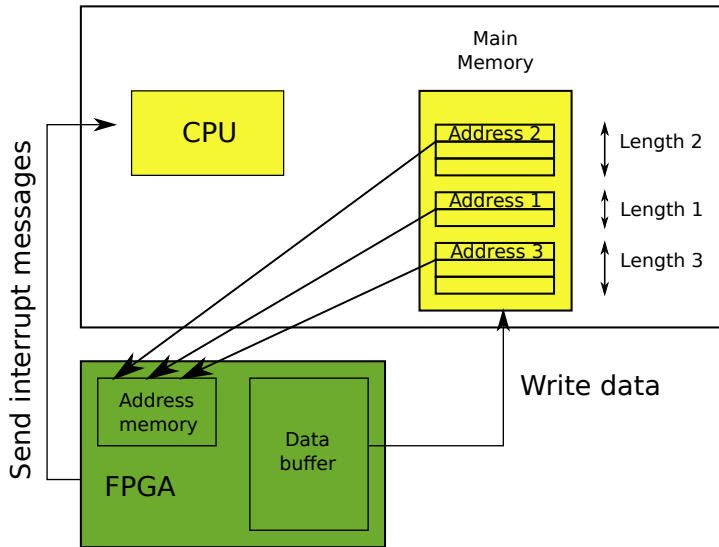 Main
Memory
CPU
Address 2
Length 2
Address 1
Length 1
Address 3
Length 3
Send interrupt messages
Write data
Address
memory
Data
buffer
FPGA